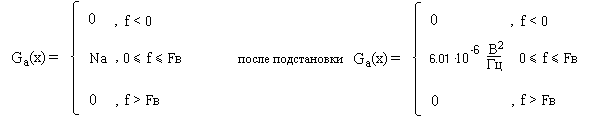 0 , f < 0
Ga(x) = Na , 0 ⩽ f ⩽ Fв
0 , f > Fв
после подстановки
0 , f < 0
Ga(x) = 6.01 · 10^-6 В^2/Гц 0 ⩽ f ⩽ Fв
0 , f > Fв